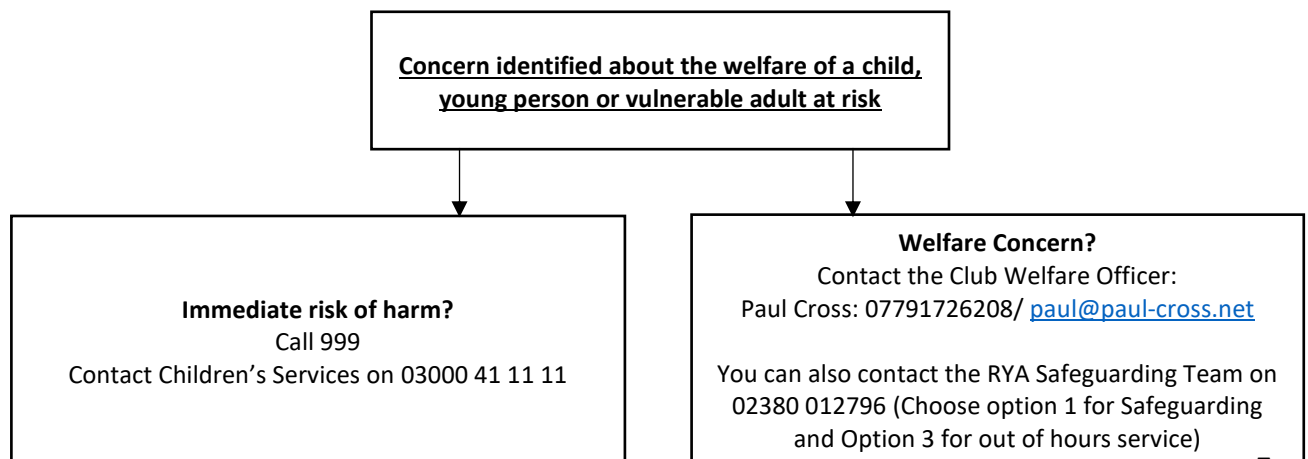 Concern identified about the welfare of a child,
young person or vulnerable adult at risk
Immediate risk of harm?
Call 999
Contact Children's Services on 03000 41 11 11
Welfare Concern?
Contact the Club Welfare Officer:
Paul Cross: 07791726208/ paul@paul-cross.net
You can also contact the RYA Safeguarding Team on
02380 012796 (Choose option 1 for Safeguarding
and Option 3 for out of hours service)